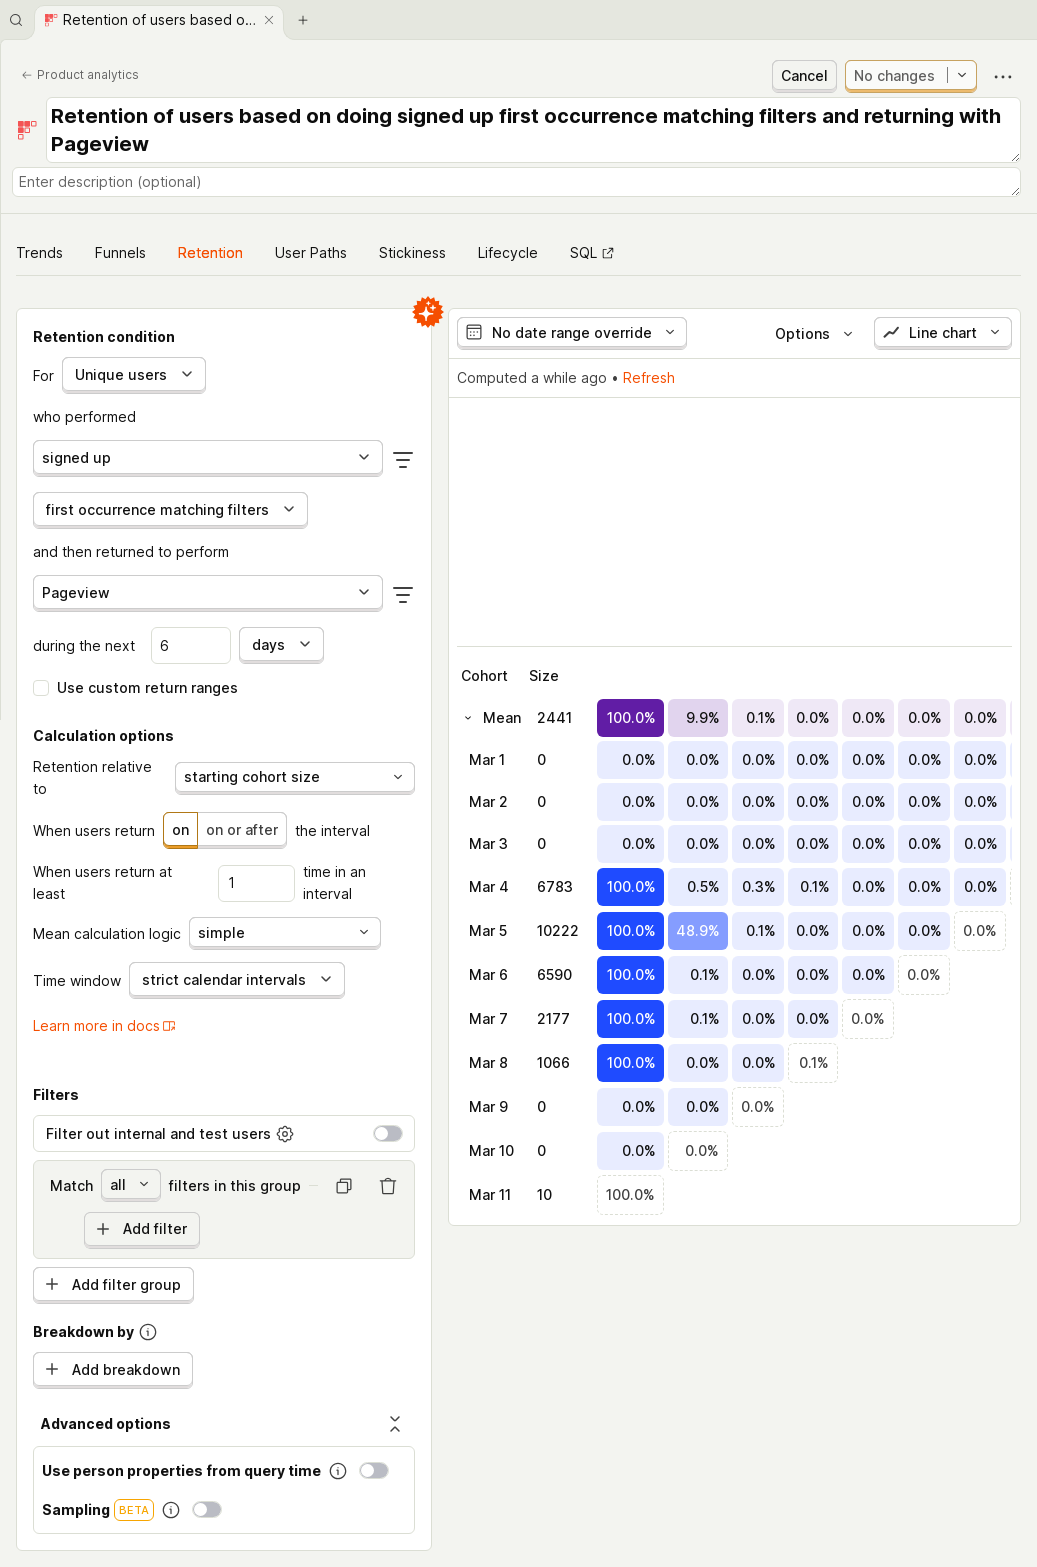 Retention of users based o...
Product analytics
Cancel
No changes
Retention of users based on doing signed up first occurrence matching filters and returning with
Pageview
Enter description (optional)
Trends Funnels Retention User Paths Stickiness Lifecycle SQL
Retention condition
For Unique users
who performed
signed up
first occurrence matching filters
and then returned to perform
Pageview
during the next 6 days
Use custom return ranges
Calculation options
Retention relative
to
starting cohort size
When users return on on or after the interval
When users return at
least
1
time in an
interval
Mean calculation logic simple
Time window strict calendar intervals
Learn more in docs
Filters
Filter out internal and test users
Match all filters in this group
Add filter
Add filter group
Breakdown by
Add breakdown
Advanced options
Use person properties from query time
Sampling BETA
No date range override Options Line chart
Computed a while ago • Refresh
Cohort Size
Mean 2441 100.0% 9.9% 0.1% 0.0% 0.0% 0.0% 0.0%
Mar 1 0 0.0% 0.0% 0.0% 0.0% 0.0% 0.0% 0.0%
Mar 2 0 0.0% 0.0% 0.0% 0.0% 0.0% 0.0% 0.0%
Mar 3 0 0.0% 0.0% 0.0% 0.0% 0.0% 0.0% 0.0%
Mar 4 6783 100.0% 0.5% 0.3% 0.1% 0.0% 0.0% 0.0%
Mar 5 10222 100.0% 48.9% 0.1% 0.0% 0.0% 0.0% 0.0%
Mar 6 6590 100.0% 0.1% 0.0% 0.0% 0.0% 0.0%
Mar 7 2177 100.0% 0.1% 0.0% 0.0% 0.0%
Mar 8 1066 100.0% 0.0% 0.0% 0.1%
Mar 9 0 0.0% 0.0% 0.0%
Mar 10 0 0.0% 0.0%
Mar 11 10 100.0%